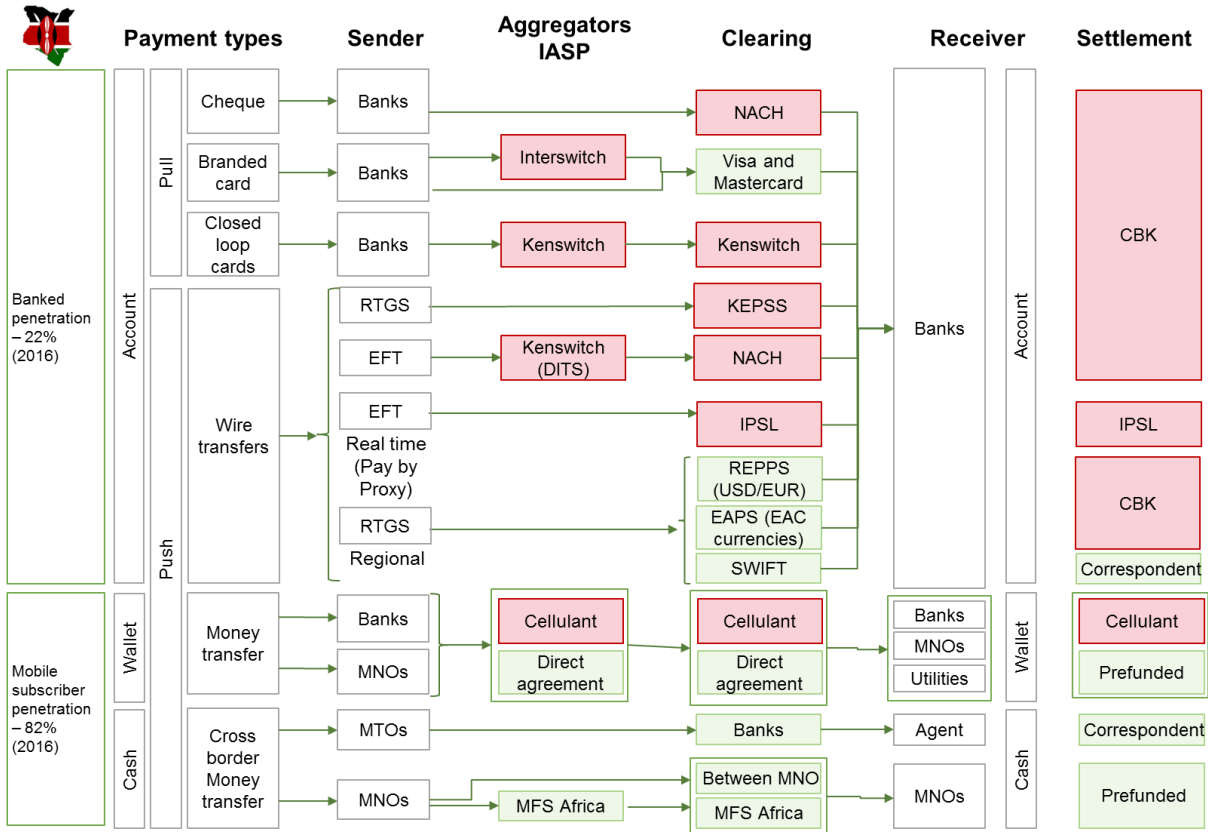 Payment types
Sender
Aggregators
IASP
Clearing
Receiver
Settlement
Banked
penetration
– 22%
(2016)
Account
Pull
Cheque
Banks
NACH
Branded
card
Banks
Interswitch
Visa and
Mastercard
Closed
loop
cards
Banks
Kenswitch
Kenswitch
Push
Wire
transfers
RTGS
KEPSS
EFT
Kenswitch
(DITS)
NACH
EFT
Real time
(Pay by
Proxy)
IPSL
RTGS
Regional
REPPS
(USD/EUR)
EAPS (EAC
currencies)
SWIFT
Banks
Account
CBK
IPSL
CBK
Correspondent
Mobile
subscriber
penetration
– 82%
(2016)
Wallet
Money
transfer
Banks
MNOs
Cellulant
Direct
agreement
Cellulant
Direct
agreement
Banks
MNOs
Utilities
Wallet
Cellulant
Prefunded
Cash
Cross
border
Money
transfer
MTOs
Banks
Agent
Cash
Correspondent
MNOs
MFS Africa
Between MNO
MFS Africa
MNOs
Prefunded